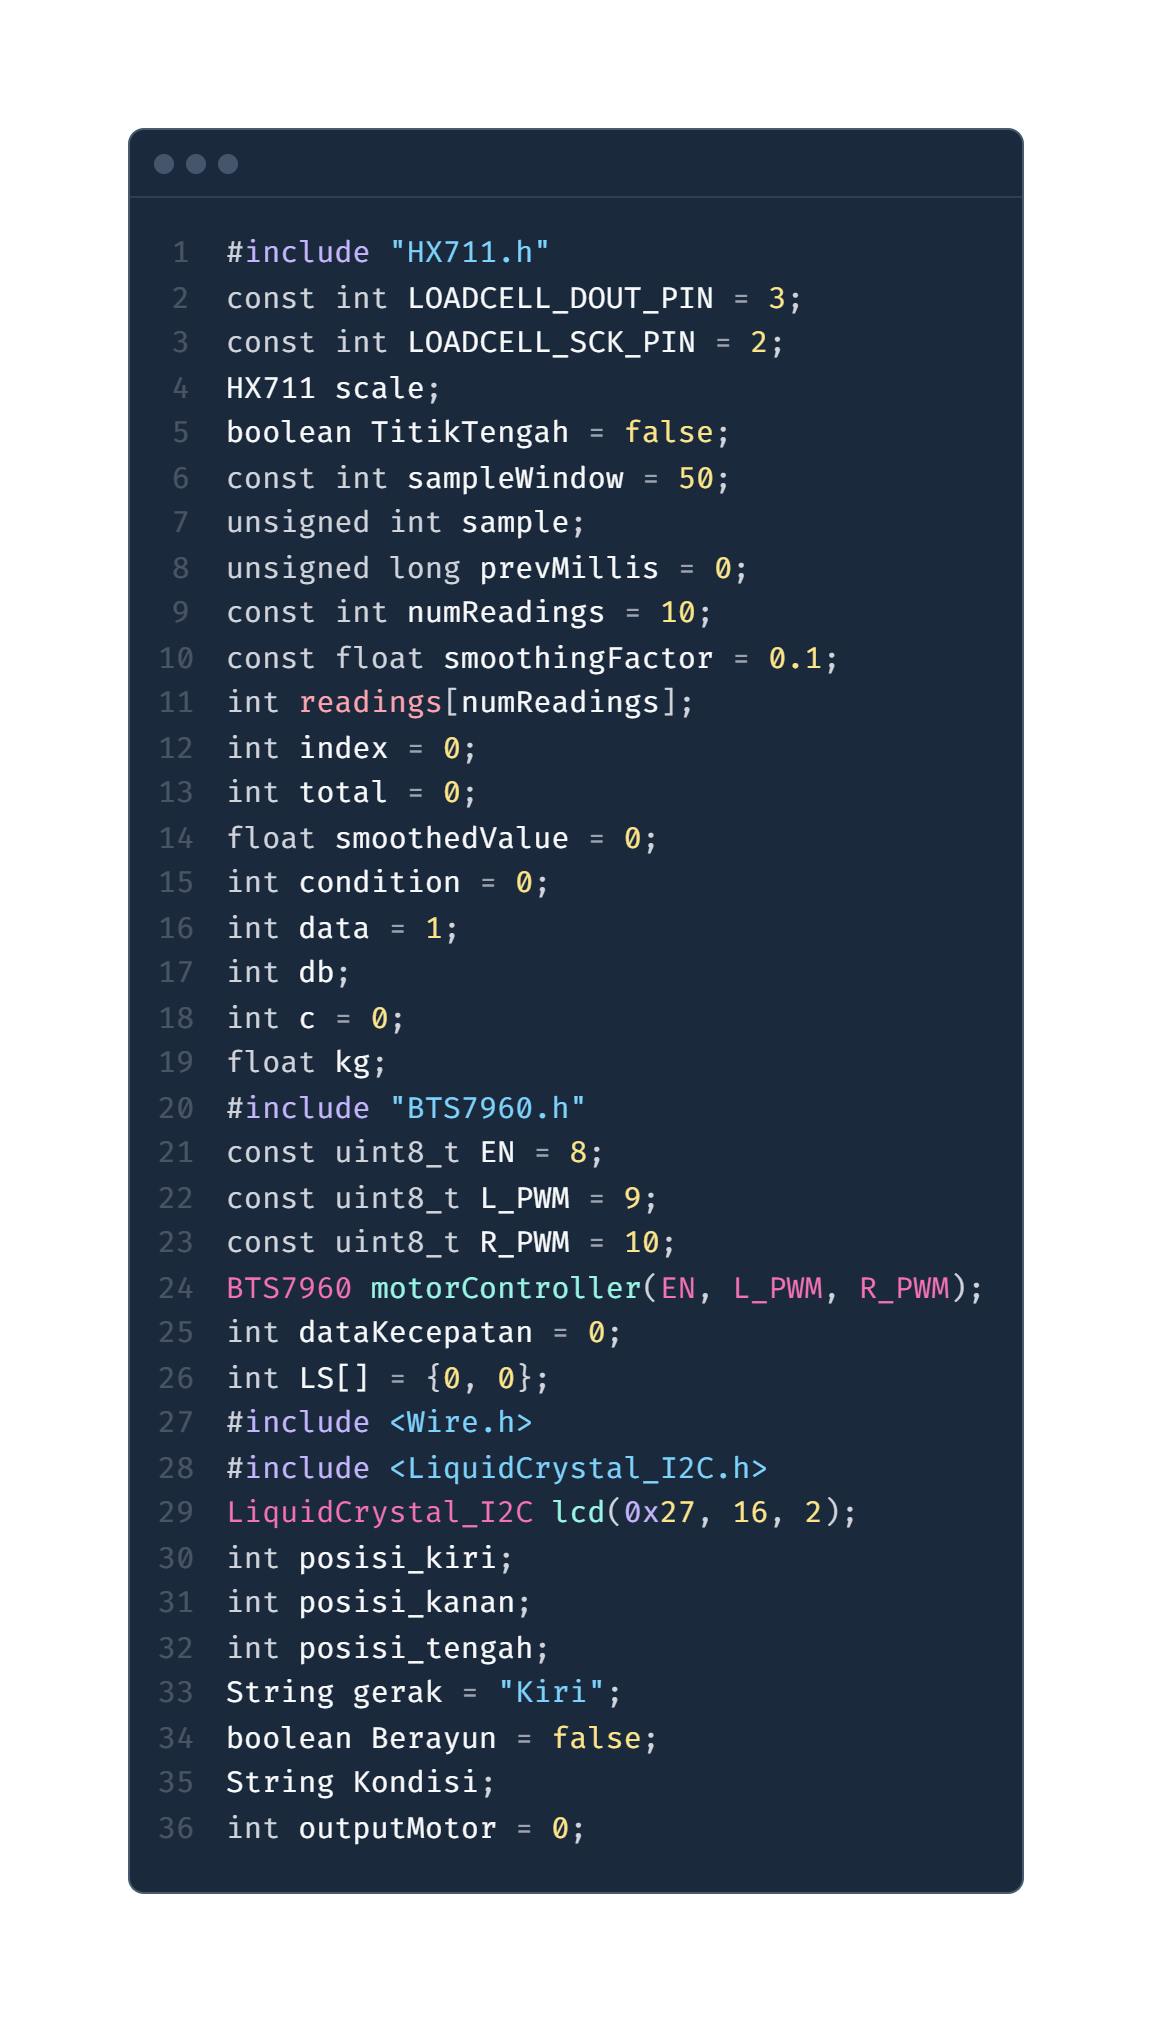 1 #include "HX711.h"
2 const int LOADCELL_DOUT_PIN = 3;
3 const int LOADCELL_SCK_PIN = 2;
4 HX711 scale;
5 boolean TitikTengah = false;
6 const int sampleWindow = 50;
7 unsigned int sample;
8 unsigned long prevMillis = 0;
9 const int numReadings = 10;
10 const float smoothingFactor = 0.1;
11 int readings[numReadings];
12 int index = 0;
13 int total = 0;
14 float smoothedValue = 0;
15 int condition = 0;
16 int data = 1;
17 int db;
18 int c = 0;
19 float kg;
20 #include "BTS7960.h"
21 const uint8_t EN = 8;
22 const uint8_t L_PWM = 9;
23 const uint8_t R_PWM = 10;
24 BTS7960 motorController(EN, L_PWM, R_PWM);
25 int dataKecepatan = 0;
26 int LS[] = {0, 0};
27 #include <Wire.h>
28 #include <LiquidCrystal_I2C.h>
29 LiquidCrystal_I2C lcd(0x27, 16, 2);
30 int posisi_kiri;
31 int posisi_kanan;
32 int posisi_tengah;
33 String gerak = "Kiri";
34 boolean Berayun = false;
35 String Kondisi;
36 int outputMotor = 0;